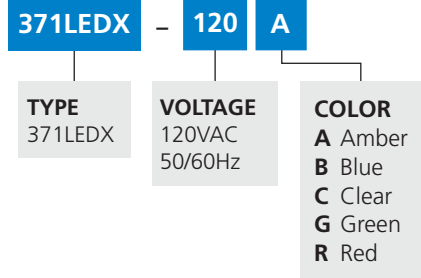 371LEDX – 120 A
TYPE
371LEDX
VOLTAGE
120VAC
50/60Hz
COLOR
A Amber
B Blue
C Clear
G Green
R Red